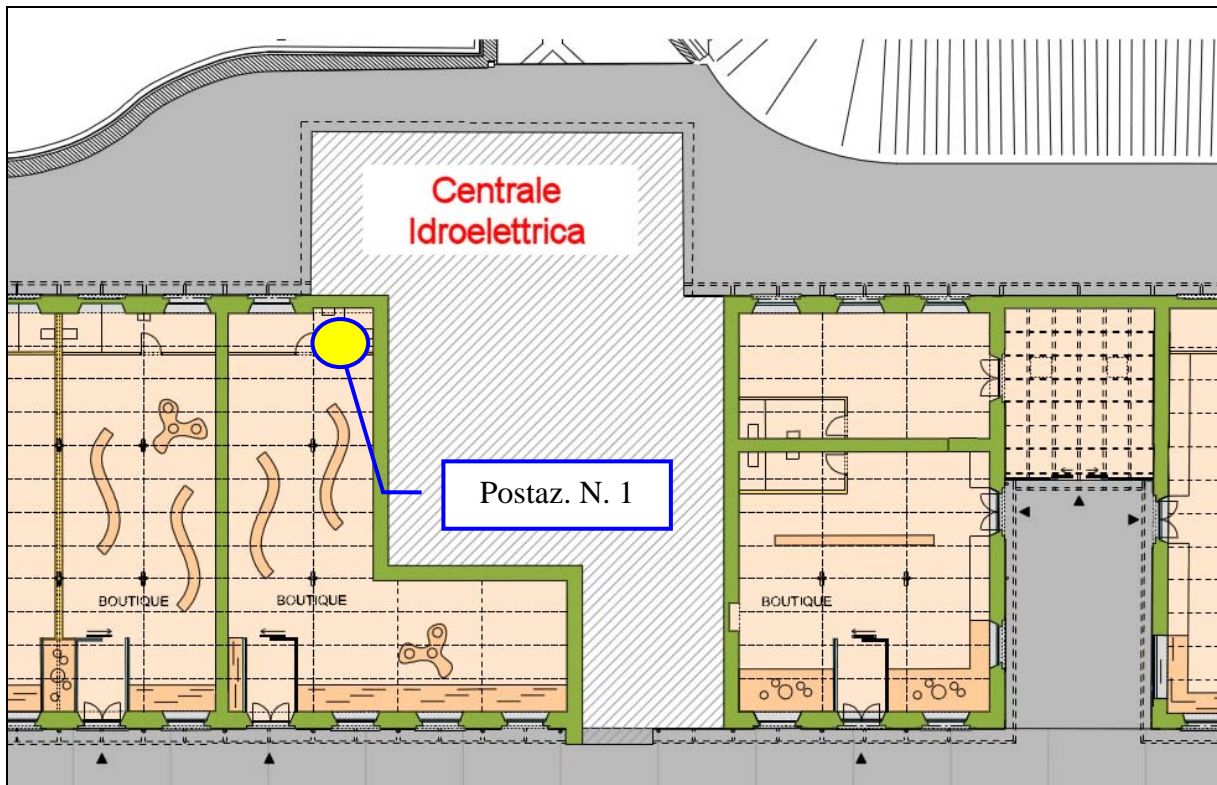 Centrale
Idroelettrica
Postaz. N. 1
BOUTIQUE
BOUTIQUE
BOUTIQUE